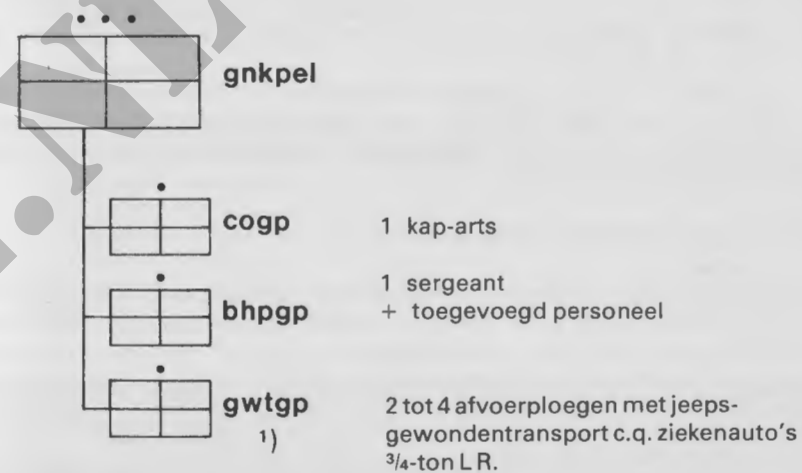 gnkpel
cogp 1 kap-arts
bhpgp 1 sergeant
+ toegevoegd personeel
gwtgp 2 tot 4 afvoerploegen met jeeps-
1) gewondentransport c.q. ziekenauto's
3/4-ton LR.